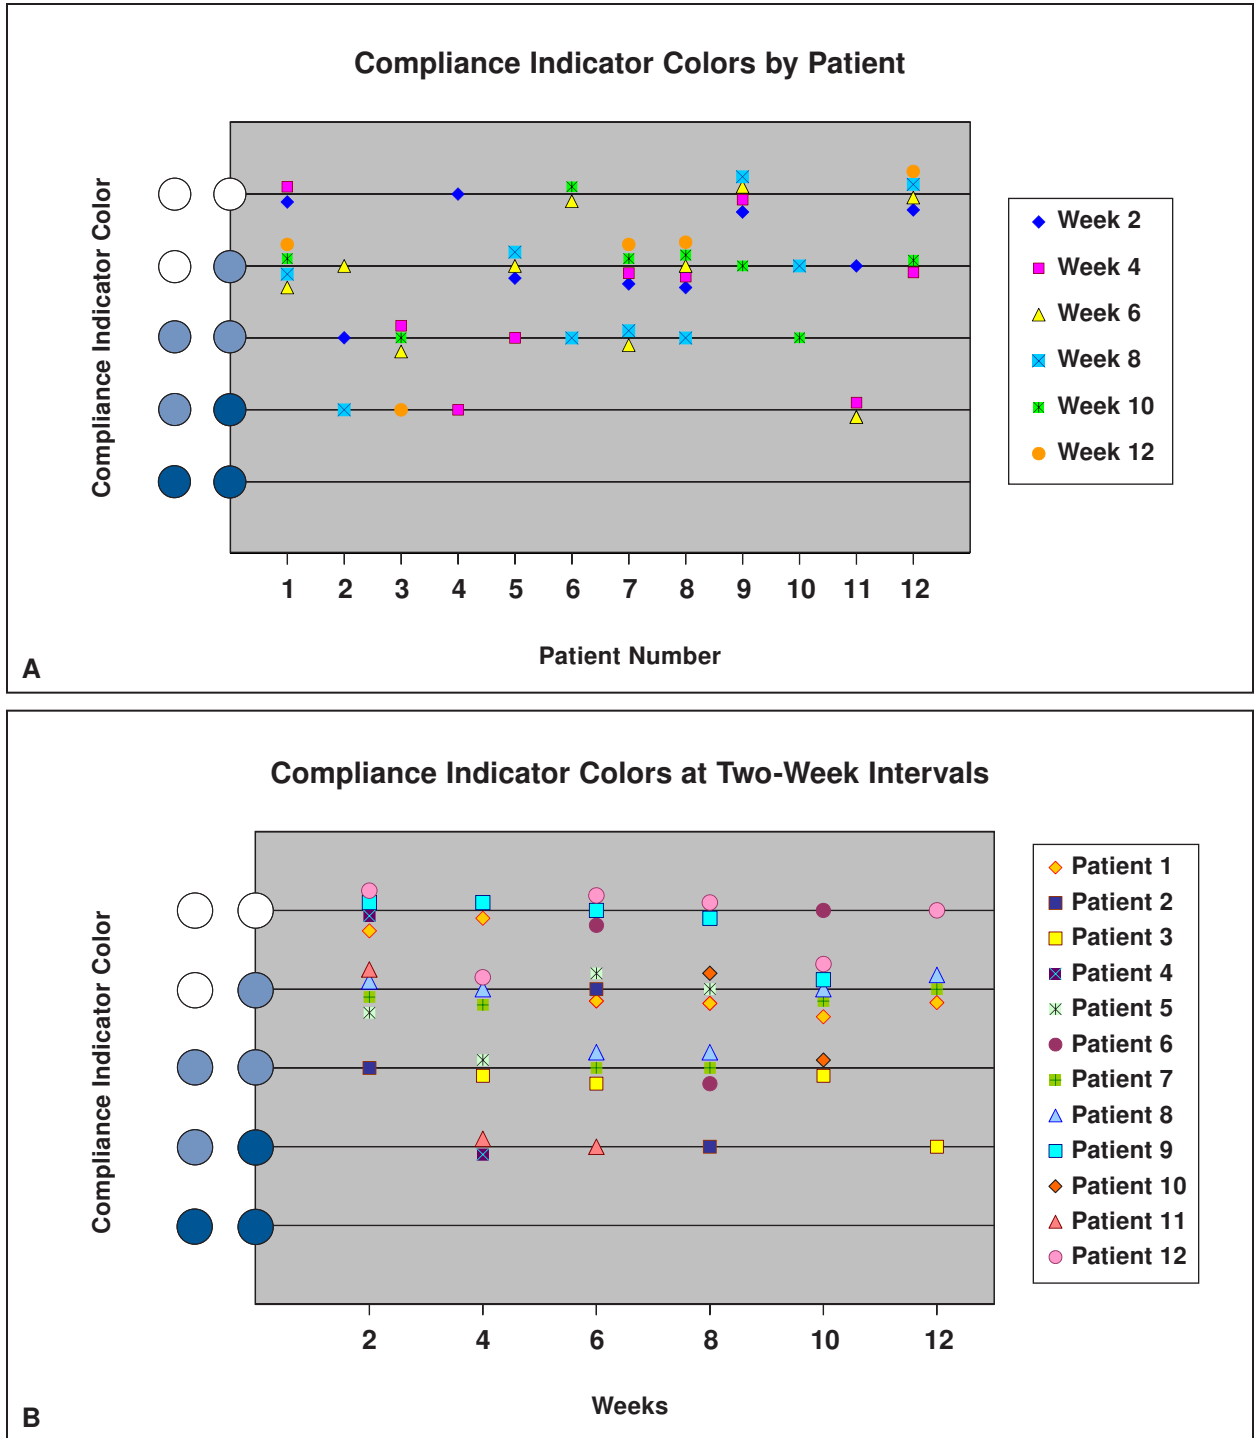 Compliance Indicator Colors by Patient
Compliance Indicator Color
Week 2
Week 4
Week 6
Week 8
Week 10
Week 12
1 2 3 4 5 6 7 8 9 10 11 12
Patient Number
A
Compliance Indicator Colors at Two-Week Intervals
Compliance Indicator Color
Patient 1
Patient 2
Patient 3
Patient 4
Patient 5
Patient 6
Patient 7
Patient 8
Patient 9
Patient 10
Patient 11
Patient 12
2 4 6 8 10 12
Weeks
B